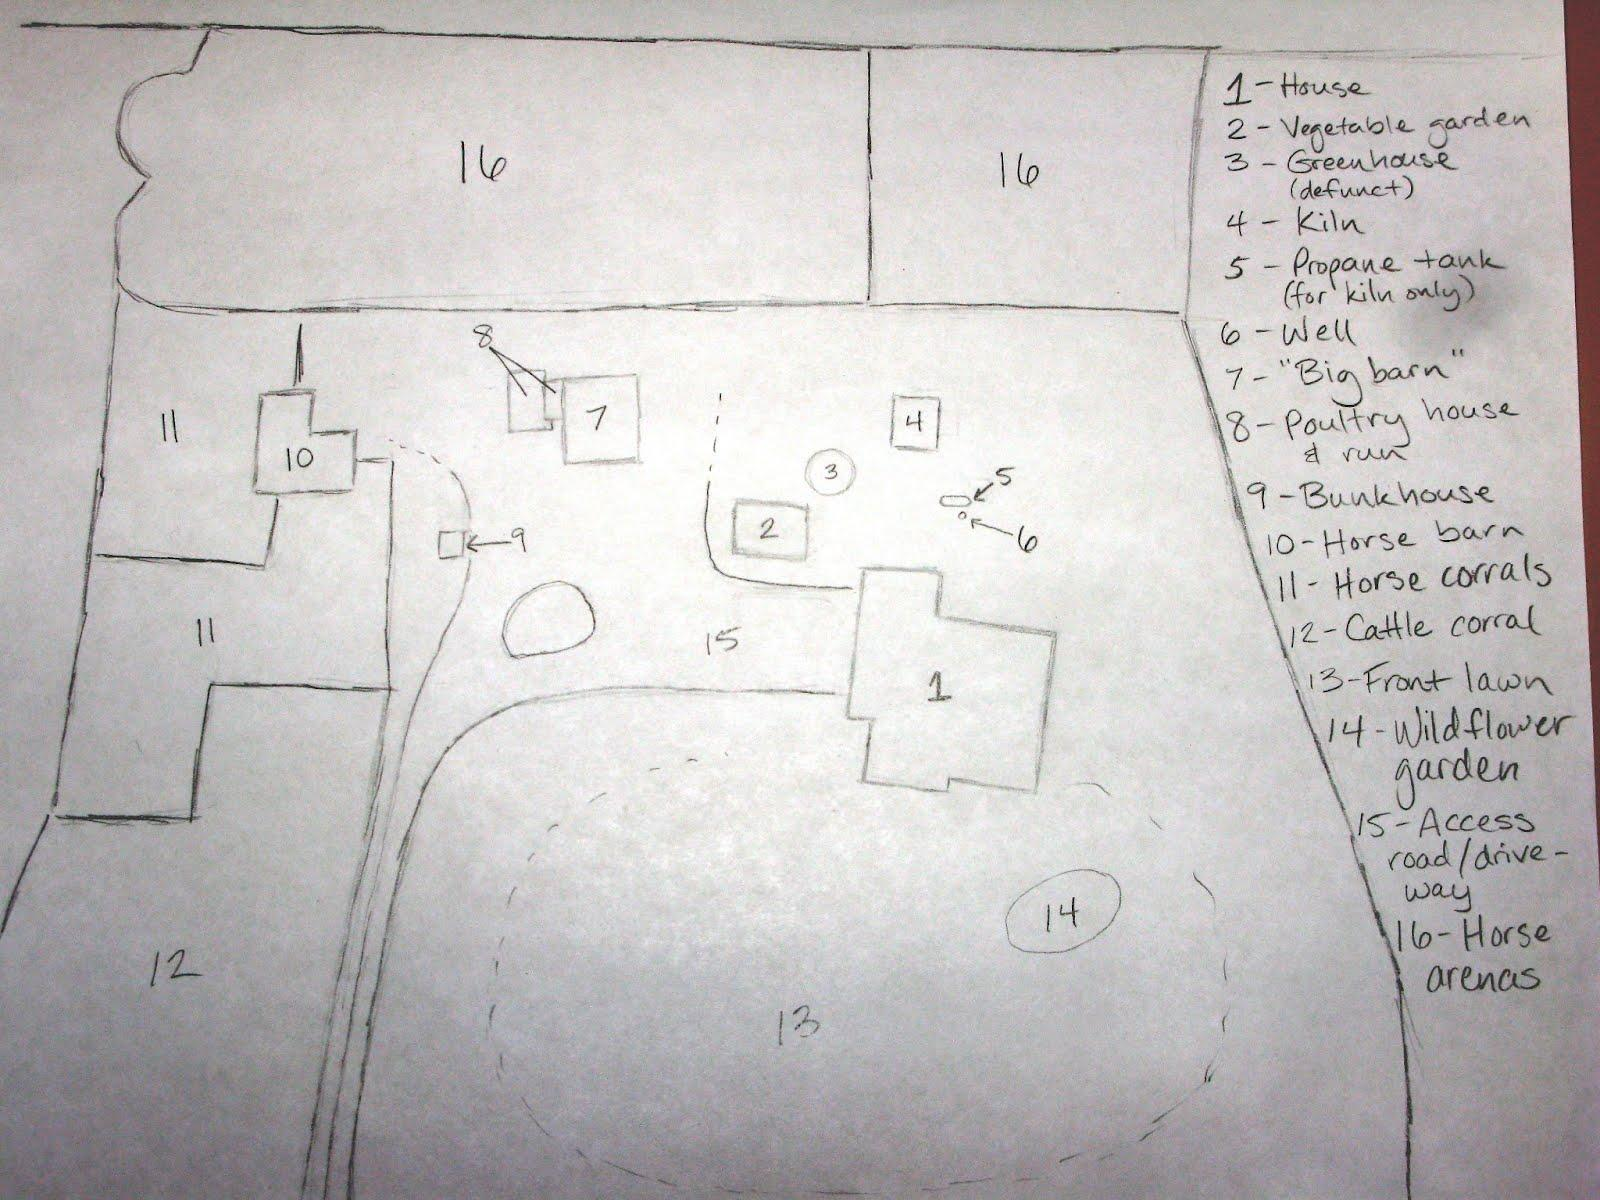 16
16
8
11
7
4
10
3
5
2
9
6
11
15
1
14
12
13
1 - House
2 - Vegetable garden
3 - Greenhouse
(defunct)
4 - Kiln
5 - Propane tank
(for kiln only)
6 - Well
7 - "Big barn"
8 - Poultry house
& run
9 - Bunkhouse
10 - Horse barn
11 - Horse corrals
12 - Cattle corral
13 - Front lawn
14 - Wildflower
garden
15 - Access
road/drive-
way
16 - Horse
arenas